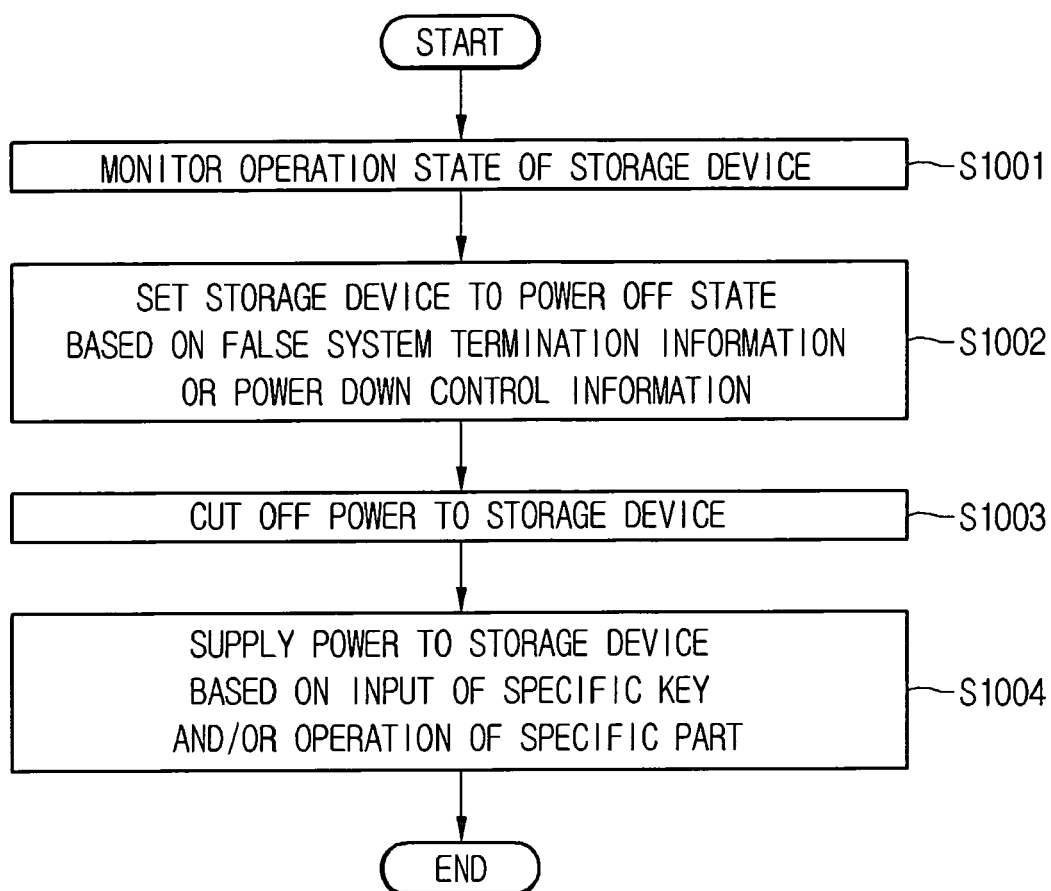 START
MONITOR OPERATION STATE OF STORAGE DEVICE
S1001
SET STORAGE DEVICE TO POWER OFF STATE
BASED ON FALSE SYSTEM TERMINATION INFORMATION
OR POWER DOWN CONTROL INFORMATION
S1002
CUT OFF POWER TO STORAGE DEVICE
S1003
SUPPLY POWER TO STORAGE DEVICE
BASED ON INPUT OF SPECIFIC KEY
AND/OR OPERATION OF SPECIFIC PART
S1004
END